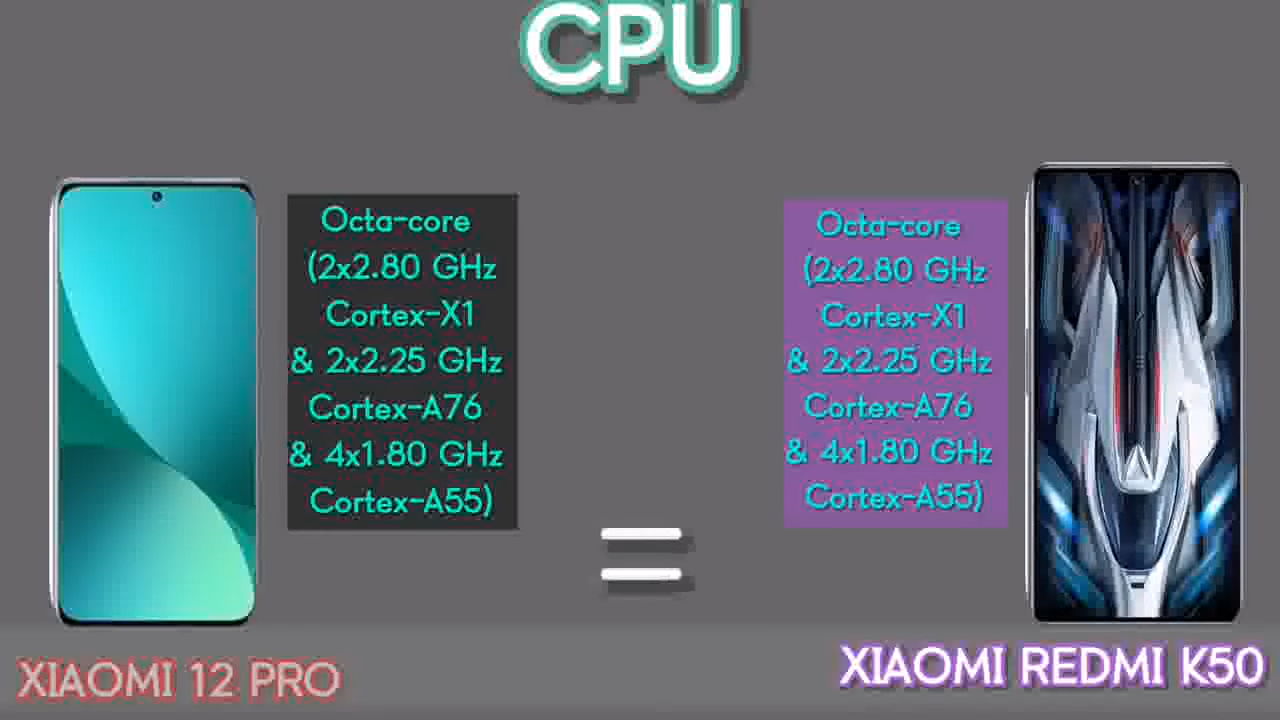 CPU
Octa-core
(2x2.80 GHz
Cortex-X1
& 2x2.25 GHz
Cortex-A76
& 4x1.80 GHz
Cortex-A55)
Octa-core
(2x2.80 GHz
Cortex-X1
& 2x2.25 GHz
Cortex-A76
& 4x1.80 GHz
Cortex-A55)
=
XIAOMI 12 PRO
XIAOMI REDMI K50